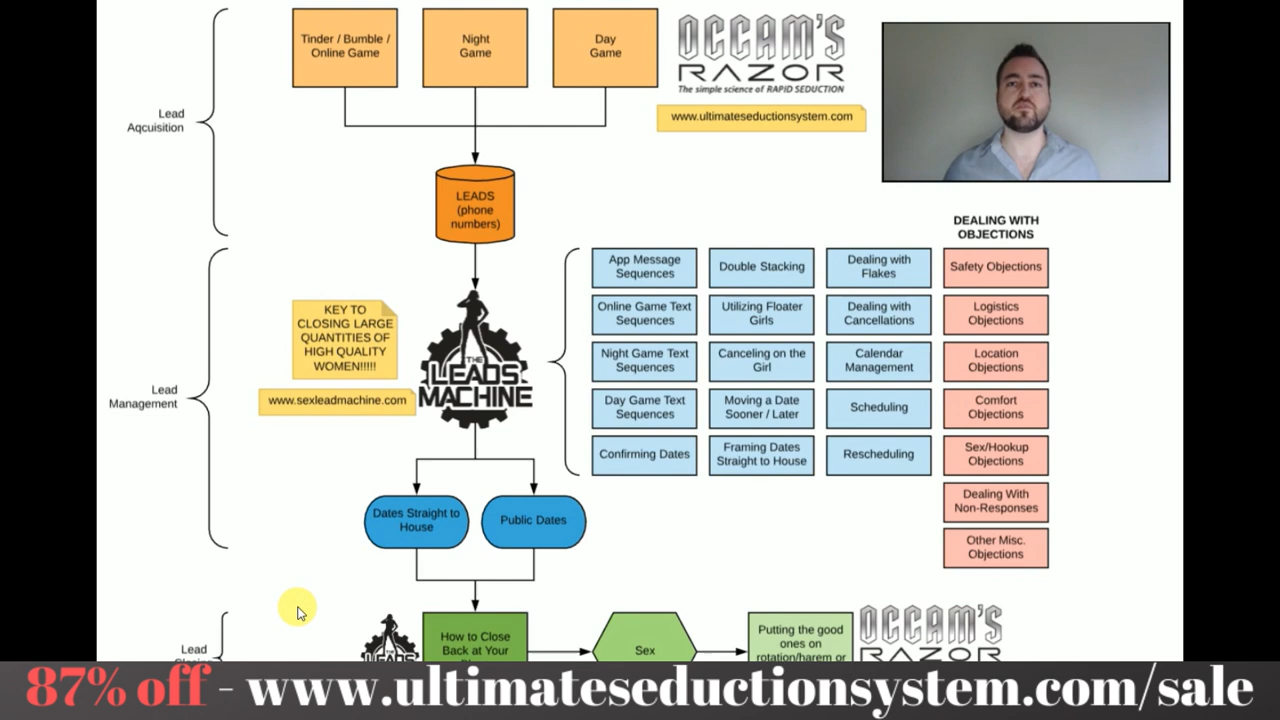 Tinder / Bumble /
Online Game
Night
Game
Day
Game
OCCAM'S
RAZOR
The simple science of RAPID SEDUCTION
www.ultimateseductionsystem.com
Lead
Aqcuisition
LEADS
(phone
numbers)
DEALING WITH
OBJECTIONS
App Message
Sequences
Double Stacking
Dealing with
Flakes
Safety Objections
Online Game Text
Sequences
Utilizing Floater
Girls
Dealing with
Cancellations
Logistics
Objections
KEY TO
CLOSING LARGE
QUANTITIES OF
HIGH QUALITY
WOMEN!!!!!
Night Game Text
Sequences
Canceling on the
Girl
Calendar
Management
Location
Objections
THE
LEADS
MACHINE
Lead
Management
www.sexleadmachine.com
Day Game Text
Sequences
Moving a Date
Sooner / Later
Scheduling
Comfort
Objections
Confirming Dates
Framing Dates
Straight to House
Rescheduling
Sex/Hookup
Objections
Dealing With
Non-Responses
Other Misc.
Objections
Dates Straight to
House
Public Dates
Lead
THE
LEADS
How to Close
Back at Your
Sex
Putting the good
ones on
rotation/harem or
OCCAM'S
RAZOR
87% off - www.ultimateseductionsystem.com/sale